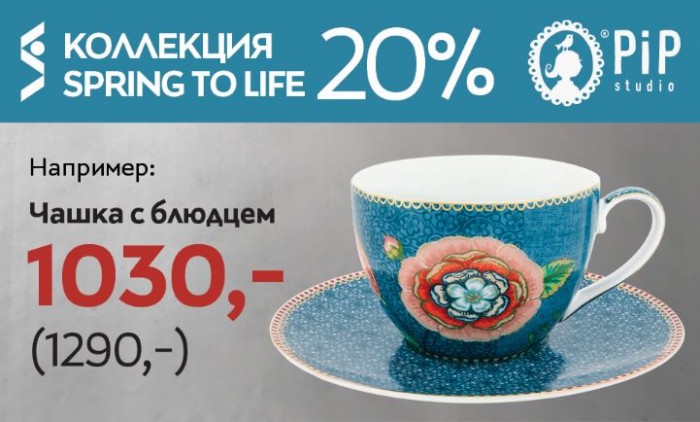 КОЛЛЕКЦИЯ
SPRING TO LIFE
20%
® PiP
studio
Например:
Чашка с блюдцем
1030,-
(1290,-)